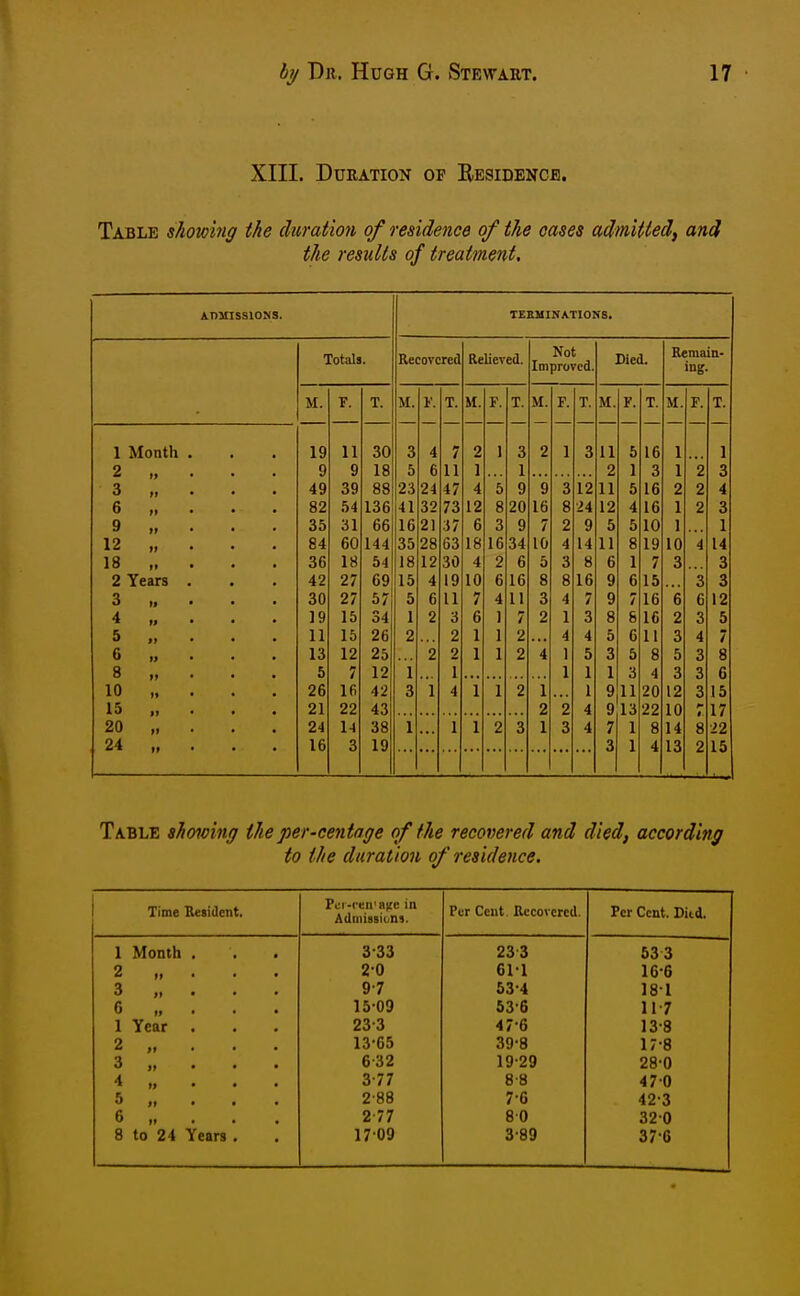 by DR. HUGH G. STEWART. 17
XIII. DURATION OF RESIDENCE.
TABLE showing the duration of residence of the cases admitted, and
the results of treatment.
ADMISSIONS. TERMINATIONS.
Totals. Recovered Relieved. Not Improved. Died. Remain-ing.
M. F. T. M. F. T. M. F. T. M. F. T. M. F. T. M. F. T.
1 Month . . . 19 11 30 3 4 7 2 1 3 2 1 3 11 5 16 1 ... 1
2 „ . . . 9 9 18 5 6 11 1 ... 1 ... ... ... 2 1 3 1 2 3
3 „ . . . 49 39 88 23 24 47 4 5 9 9 3 12 11 5 16 2 2 4
6 „ . . . 82 54 136 41 32 73 12 8 20 16 8 24 12 4 16 1 2 3
9 „ . . . 35 31 66 16 21 37 6 3 9 7 2 9 5 5 10 1 ... 1
12 „ . . . 84 60 144 35 28 63 18 16 34 10 4 14 11 8 19 10 4 14
18 „ . . . 36 18 54 18 12 30 4 2 6 5 3 8 6 1 7 3 ... 3
2 Years . . . 42 27 69 15 4 19 10 6 16 8 8 16 9 6 15 ... 3 3
3 „ . . . 30 27 57 5 6 11 7 4 11 3 4 7 9 7 16 6 6 12
4 „ . . . 19 15 34 1 2 3 6 1 7 2 1 3 8 8 16 2 3 5
5 „ . . . 11 15 26 2 ... 2 1 1 2 ... 4 4 5 6 11 3 4 7
6 „ . . . 13 12 25 ... 2 2 1 1 2 4 1 5 3 5 8 5 3 8
8 „ . . . 5 7 12 1 ... 1 ... ... ... ... 1 1 1 3 4 3 3 6
10 „ . . . 26 16 42 3 1 4 1 1 2 1 ... 1 9 11 20 12 3 15
15 „ . . . 21 22 43 ... ... ... ... ... ... 2 2 4 9 13 22 10 7 17
20 „ . . . 24 14 38 1 ... 1 1 2 3 1 3 4 7 1 8 14 8 22
24 „ . . . 16 3 19 ... ... ... ... ... ... ... ... ... 3 1 4 13 2 15
TABLE showing the per-centage of the recovered and died, according
to the duration of residence.
Time Resident. Per-cen'age in Admissions. Per Cent. Recovered. Per Cent. Died.
1 Month . . . 3·33 23 3 53 3
2 „ . . . 2·0 61·1 16·6
3 „ . . . 9·7 53·4 18·1
6 „ . . . 15·09 53·6 11·7
1 Year . . . 23·3 47·6 13·8
2 „ . . . 13·65 39·8 17·8
3 „ . . . 6·32 19·29 28·0
4 „ . . . 3·77 8·8 47·0
5 „ . . . 2·88 7·6 42·3
6 „ . . . 2·77 8·0 32·0
8 to 24 Years . . 17·09 3·89 37·6